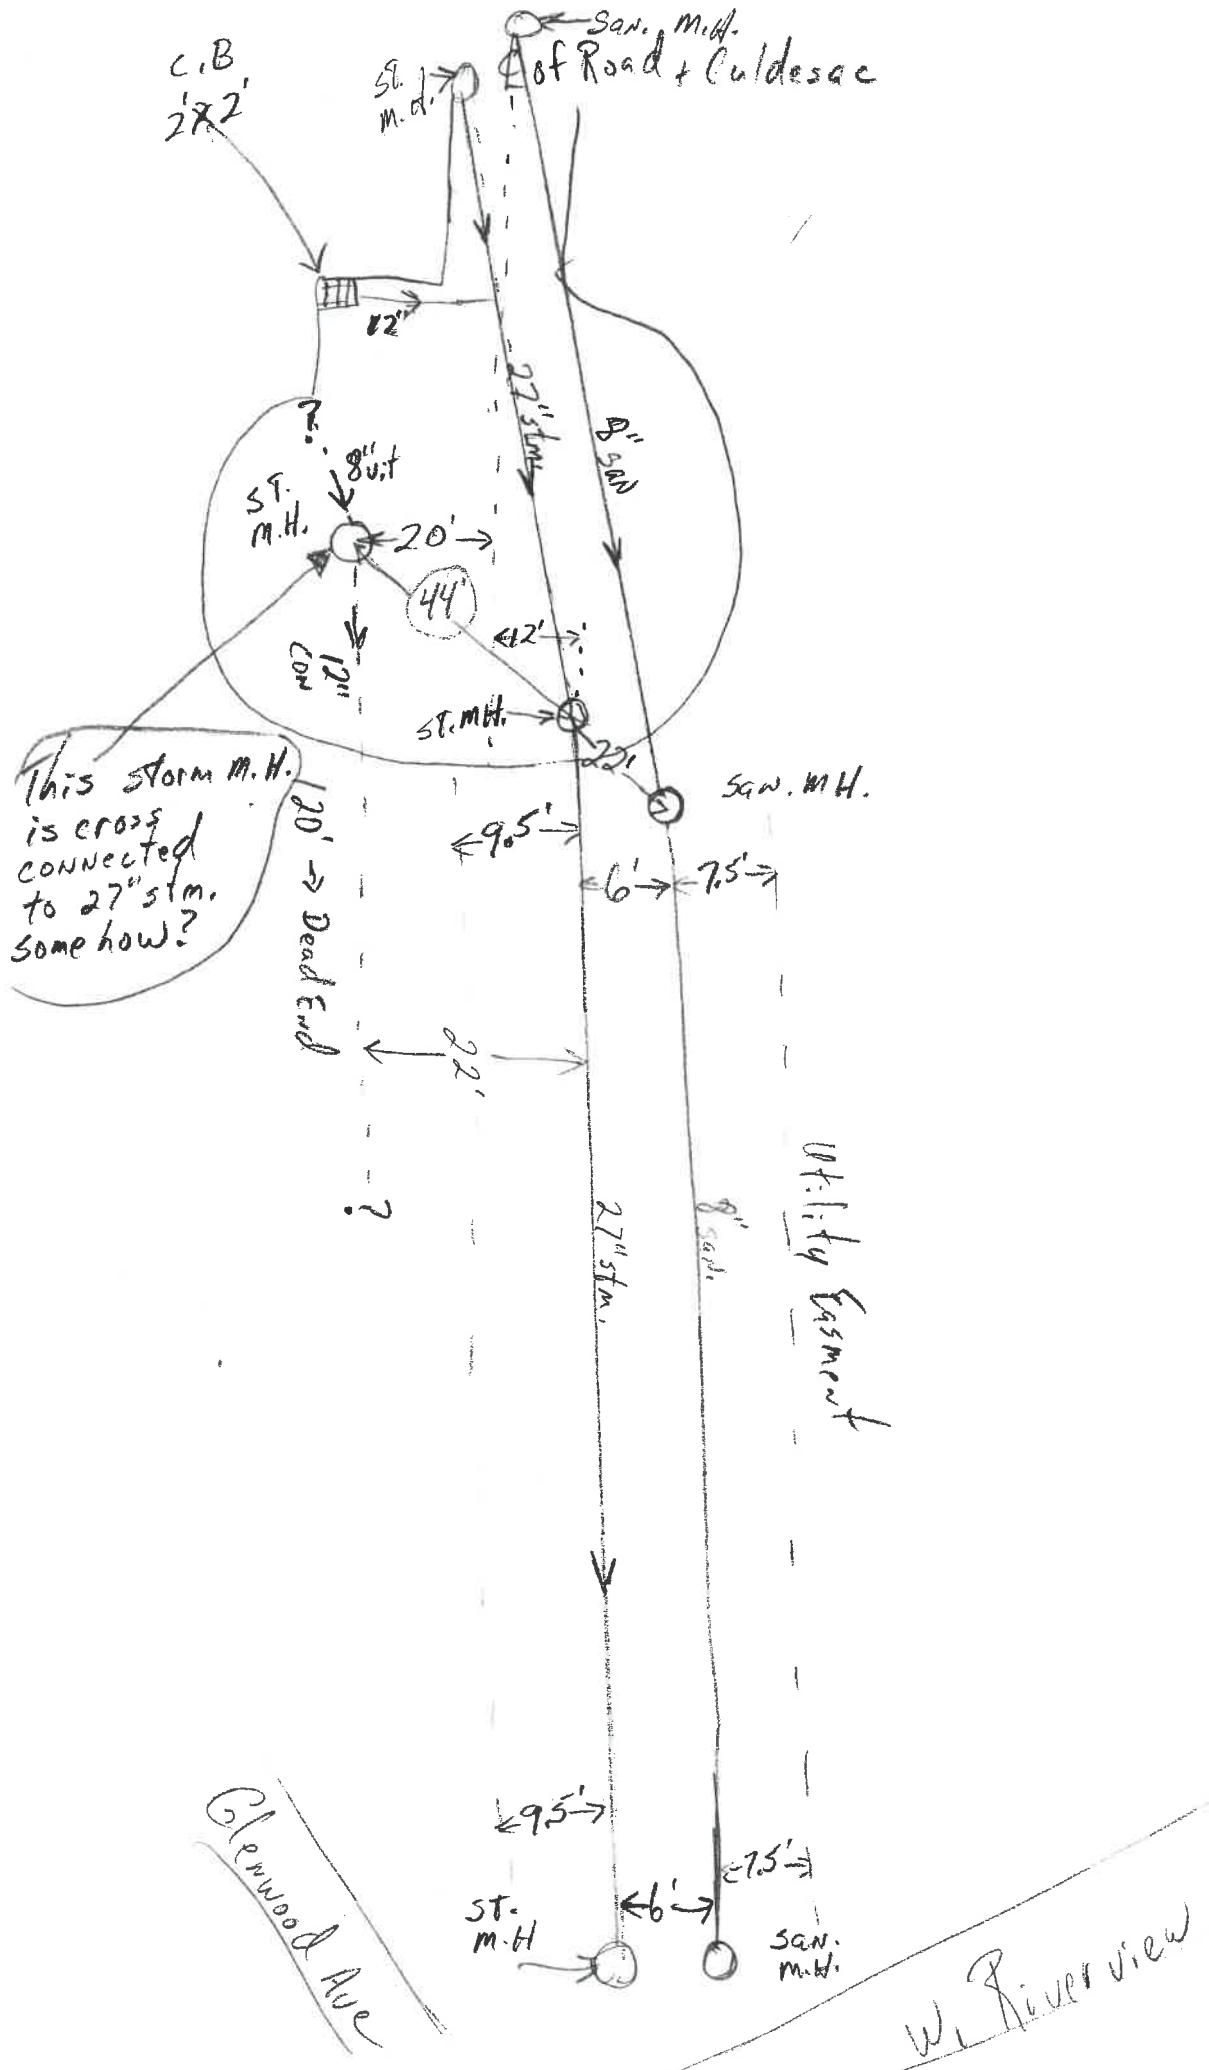 San. M.H.
℄ of Road + Culdesac
C.B
2'x2'
ST.
M.H.
12"
27" stm.
8"
SAN
?
8" vit
ST.
M.H.
20'
44'
12'
12"
CON
ST. MH.
22'
San. MH.
This storm M.H.
is cross
connected
to 27" stm.
somehow?
120' → Dead End
9.5'
6'
7.5'
22'
?
27" stm.
8" san.
Utility Easment
Glenwood Ave
9.5'
7.5'
6'
ST.
M.H
San.
M.H.
W. Riverview